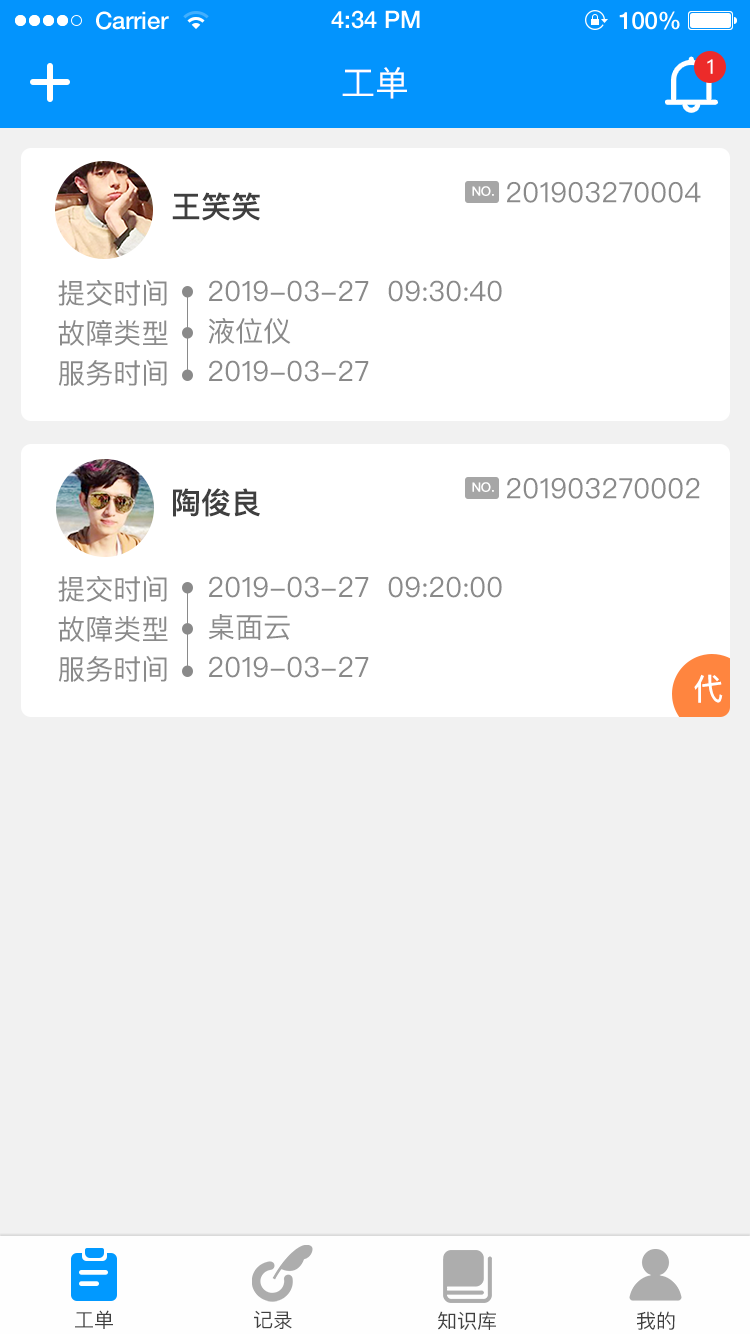 Carrier 4:34 PM 100%
工单 1
王笑笑 NO. 201903270004
提交时间 2019-03-27 09:30:40
故障类型 液位仪
服务时间 2019-03-27
陶俊良 NO. 201903270002
提交时间 2019-03-27 09:20:00
故障类型 桌面云
服务时间 2019-03-27
代
工单 记录 知识库 我的